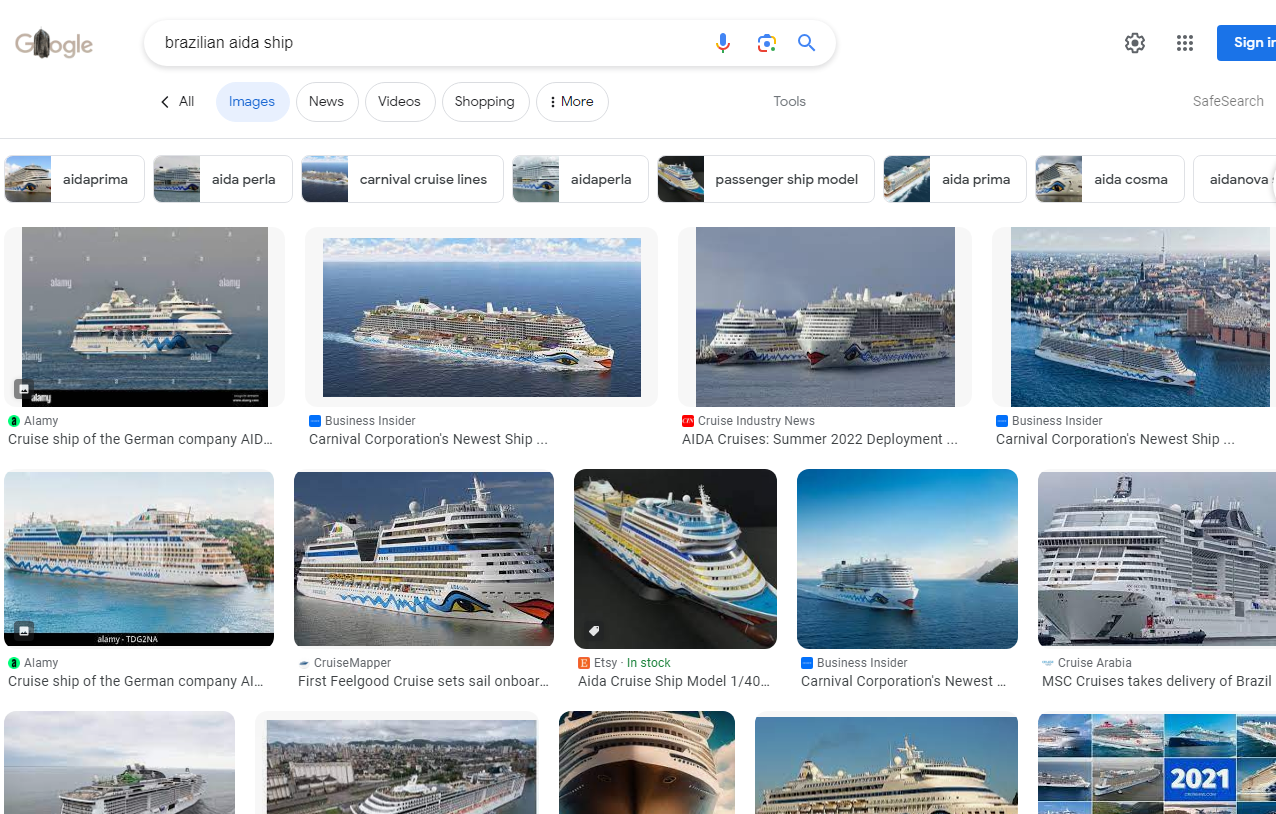 Google
brazilian aida ship
Sign in
All
Images
News
Videos
Shopping
More
Tools
SafeSearch
aidaprima
aida perla
carnival cruise lines
aidaperla
passenger ship model
aida prima
aida cosma
aidanova
alamy
alamy
alamy
alamy
alamy
Alamy
Business Insider
Cruise Industry News
Business Insider
Cruise ship of the German company AID...
Carnival Corporation's Newest Ship ...
AIDA Cruises: Summer 2022 Deployment ...
Carnival Corporation's Newest Ship ...
alamy
www.aida.de
alamy - TDG2NA
Alamy
CruiseMapper
Etsy · In stock
Business Insider
Cruise Arabia
Cruise ship of the German company AI...
First Feelgood Cruise sets sail onboar...
Aida Cruise Ship Model 1/40...
Carnival Corporation's Newest ...
MSC Cruises takes delivery of Brazil
2021